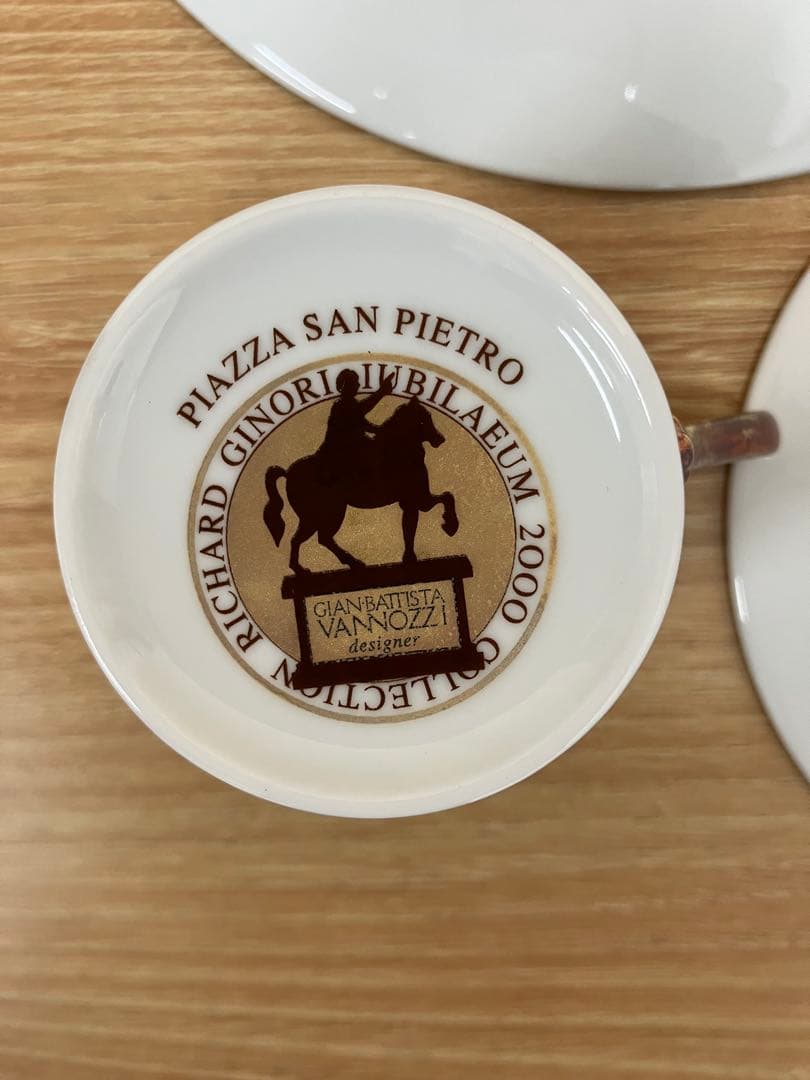 PIAZZA SAN PIETRO
RICHARD GINORI IUBILAEUM 2000 COLLECTION
GIAN·BATTISTA
VANNOZZI
designer